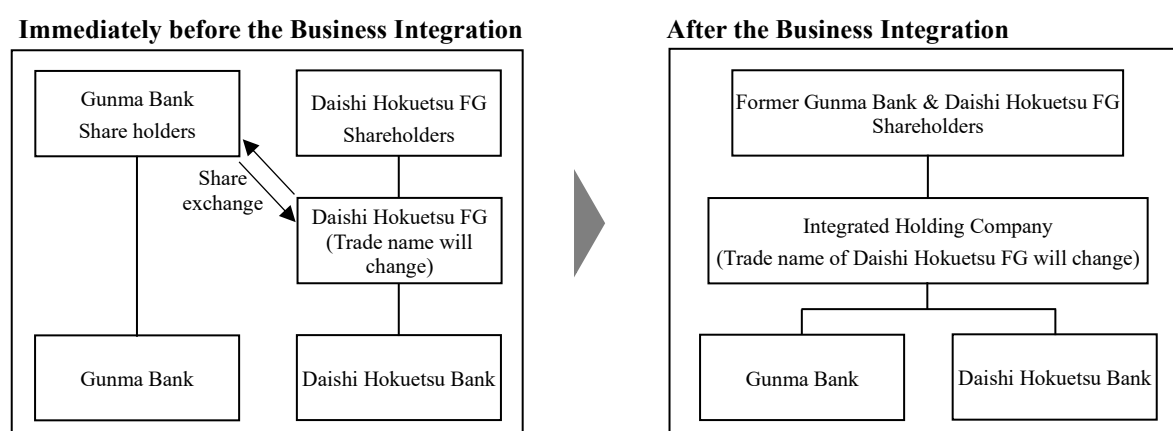 Immediately before the Business Integration
Gunma Bank
Share holders
Daishi Hokuetsu FG
Shareholders
Share
exchange
Daishi Hokuetsu FG
(Trade name will
change)
Gunma Bank
Daishi Hokuetsu Bank
After the Business Integration
Former Gunma Bank & Daishi Hokuetsu FG
Shareholders
Integrated Holding Company
(Trade name of Daishi Hokuetsu FG will change)
Gunma Bank
Daishi Hokuetsu Bank